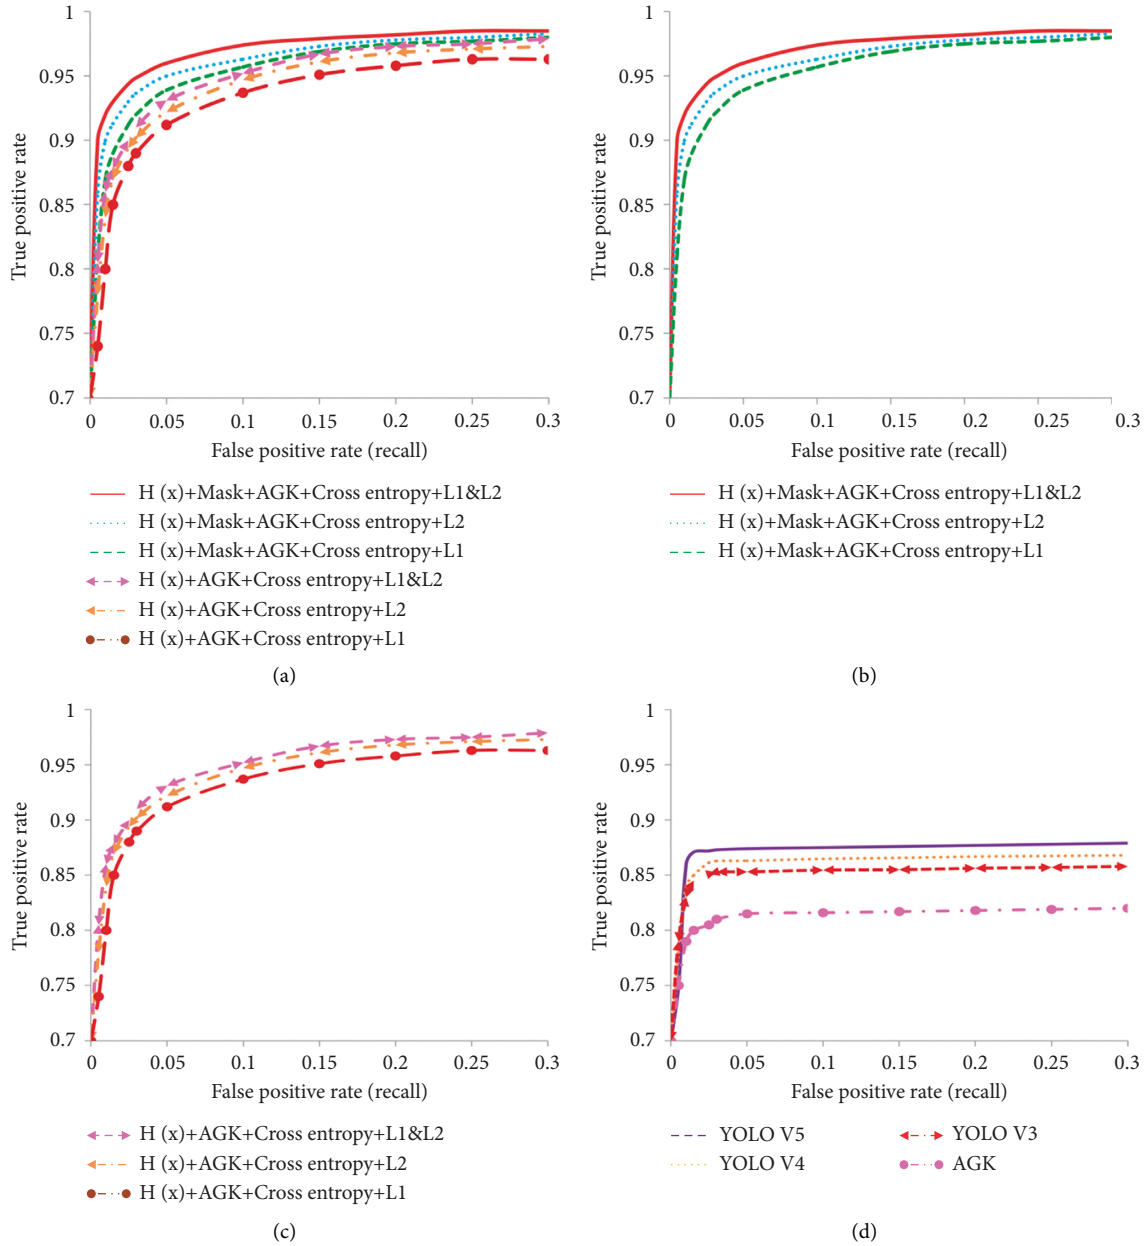 1
0.95
0.9
0.85
0.8
0.75
0.7
True positive rate
0 0.05 0.1 0.15 0.2 0.25 0.3
False positive rate (recall)
H (x)+Mask+AGK+Cross entropy+L1&L2
H (x)+Mask+AGK+Cross entropy+L2
H (x)+Mask+AGK+Cross entropy+L1
H (x)+AGK+Cross entropy+L1&L2
H (x)+AGK+Cross entropy+L2
H (x)+AGK+Cross entropy+L1
(a)
1
0.95
0.9
0.85
0.8
0.75
0.7
True positive rate
0 0.05 0.1 0.15 0.2 0.25 0.3
False positive rate (recall)
H (x)+Mask+AGK+Cross entropy+L1&L2
H (x)+Mask+AGK+Cross entropy+L2
H (x)+Mask+AGK+Cross entropy+L1
(b)
1
0.95
0.9
0.85
0.8
0.75
0.7
True positive rate
0 0.05 0.1 0.15 0.2 0.25 0.3
False positive rate (recall)
H (x)+AGK+Cross entropy+L1&L2
H (x)+AGK+Cross entropy+L2
H (x)+AGK+Cross entropy+L1
(c)
1
0.95
0.9
0.85
0.8
0.75
0.7
True positive rate
0 0.05 0.1 0.15 0.2 0.25 0.3
False positive rate (recall)
YOLO V5 YOLO V3
YOLO V4 AGK
(d)